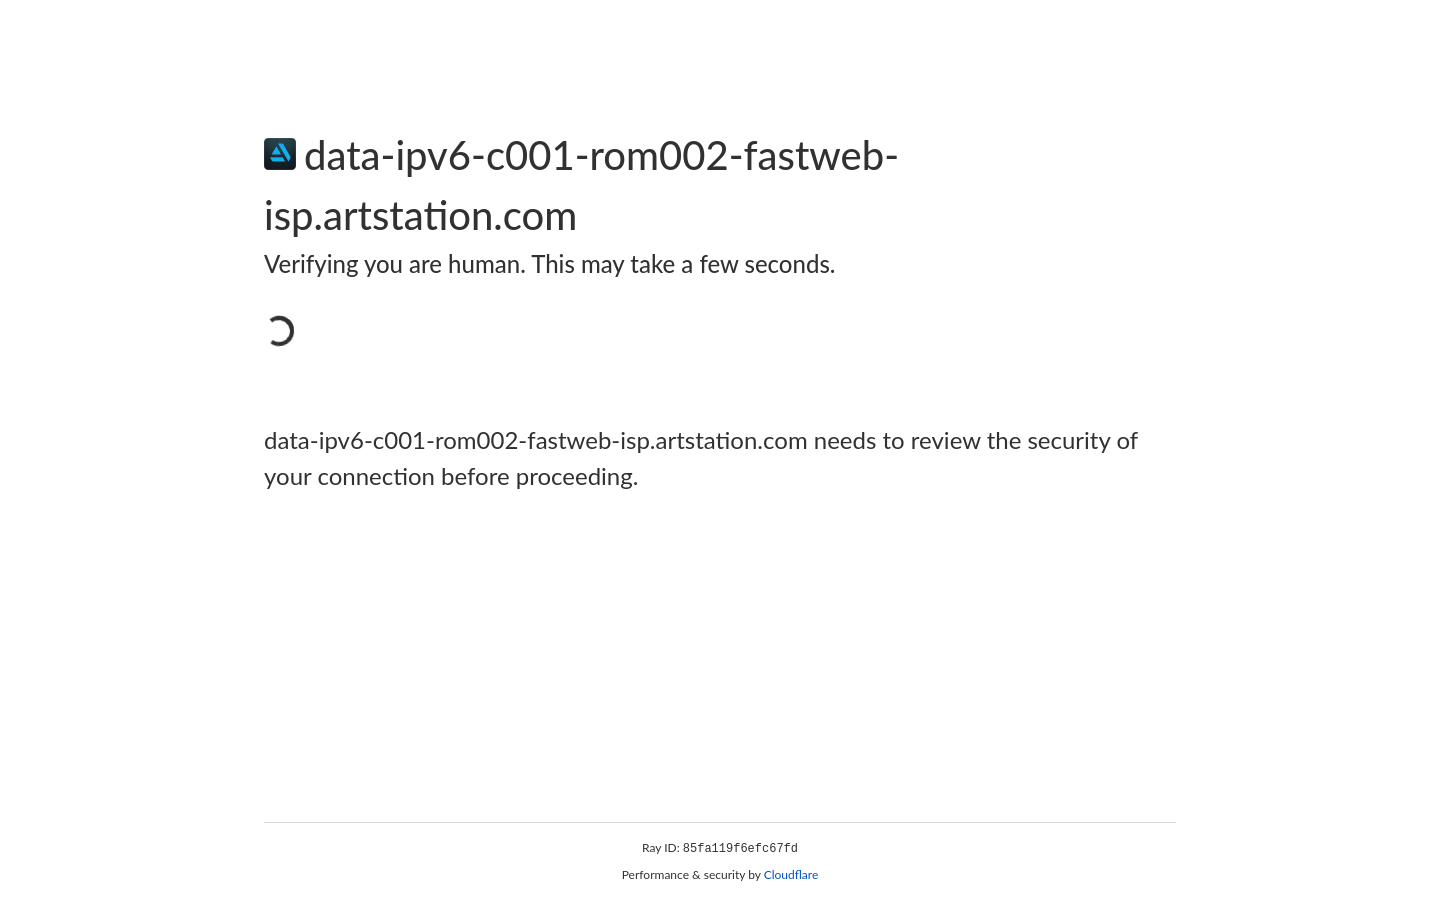 data-ipv6-c001-rom002-fastweb-
isp.artstation.com
Verifying you are human. This may take a few seconds.
data-ipv6-c001-rom002-fastweb-isp.artstation.com needs to review the security of
your connection before proceeding.
Ray ID: 85fa119f6efc67fd
Performance & security by Cloudflare